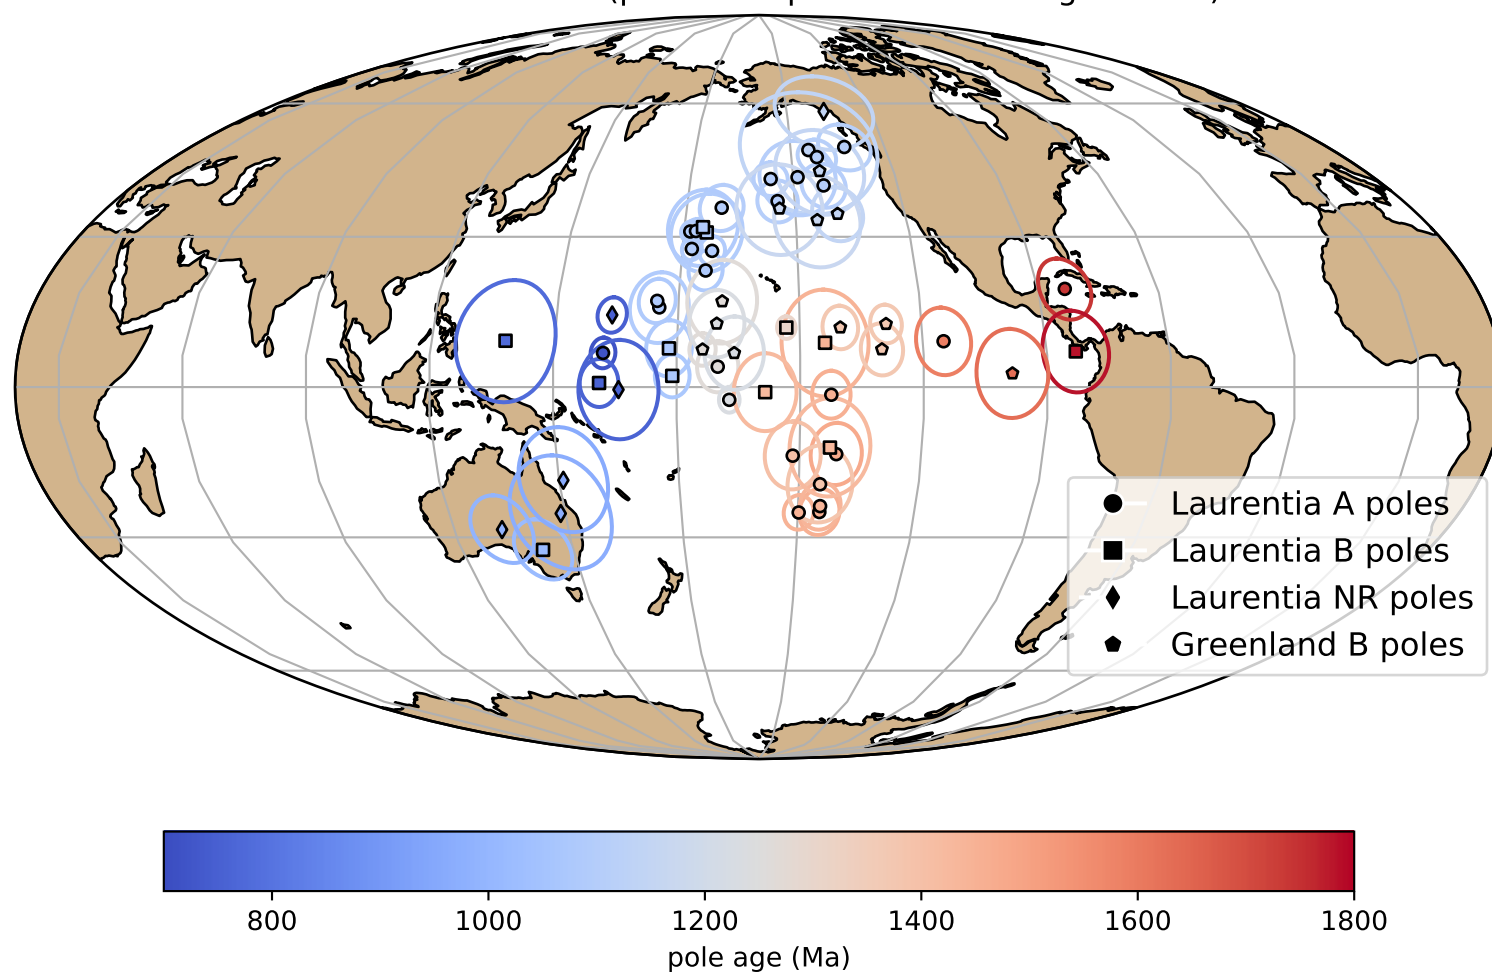 Laurentia A poles
Laurentia B poles
Laurentia NR poles
Greenland B poles
800 1000 1200 1400 1600 1800
pole age (Ma)